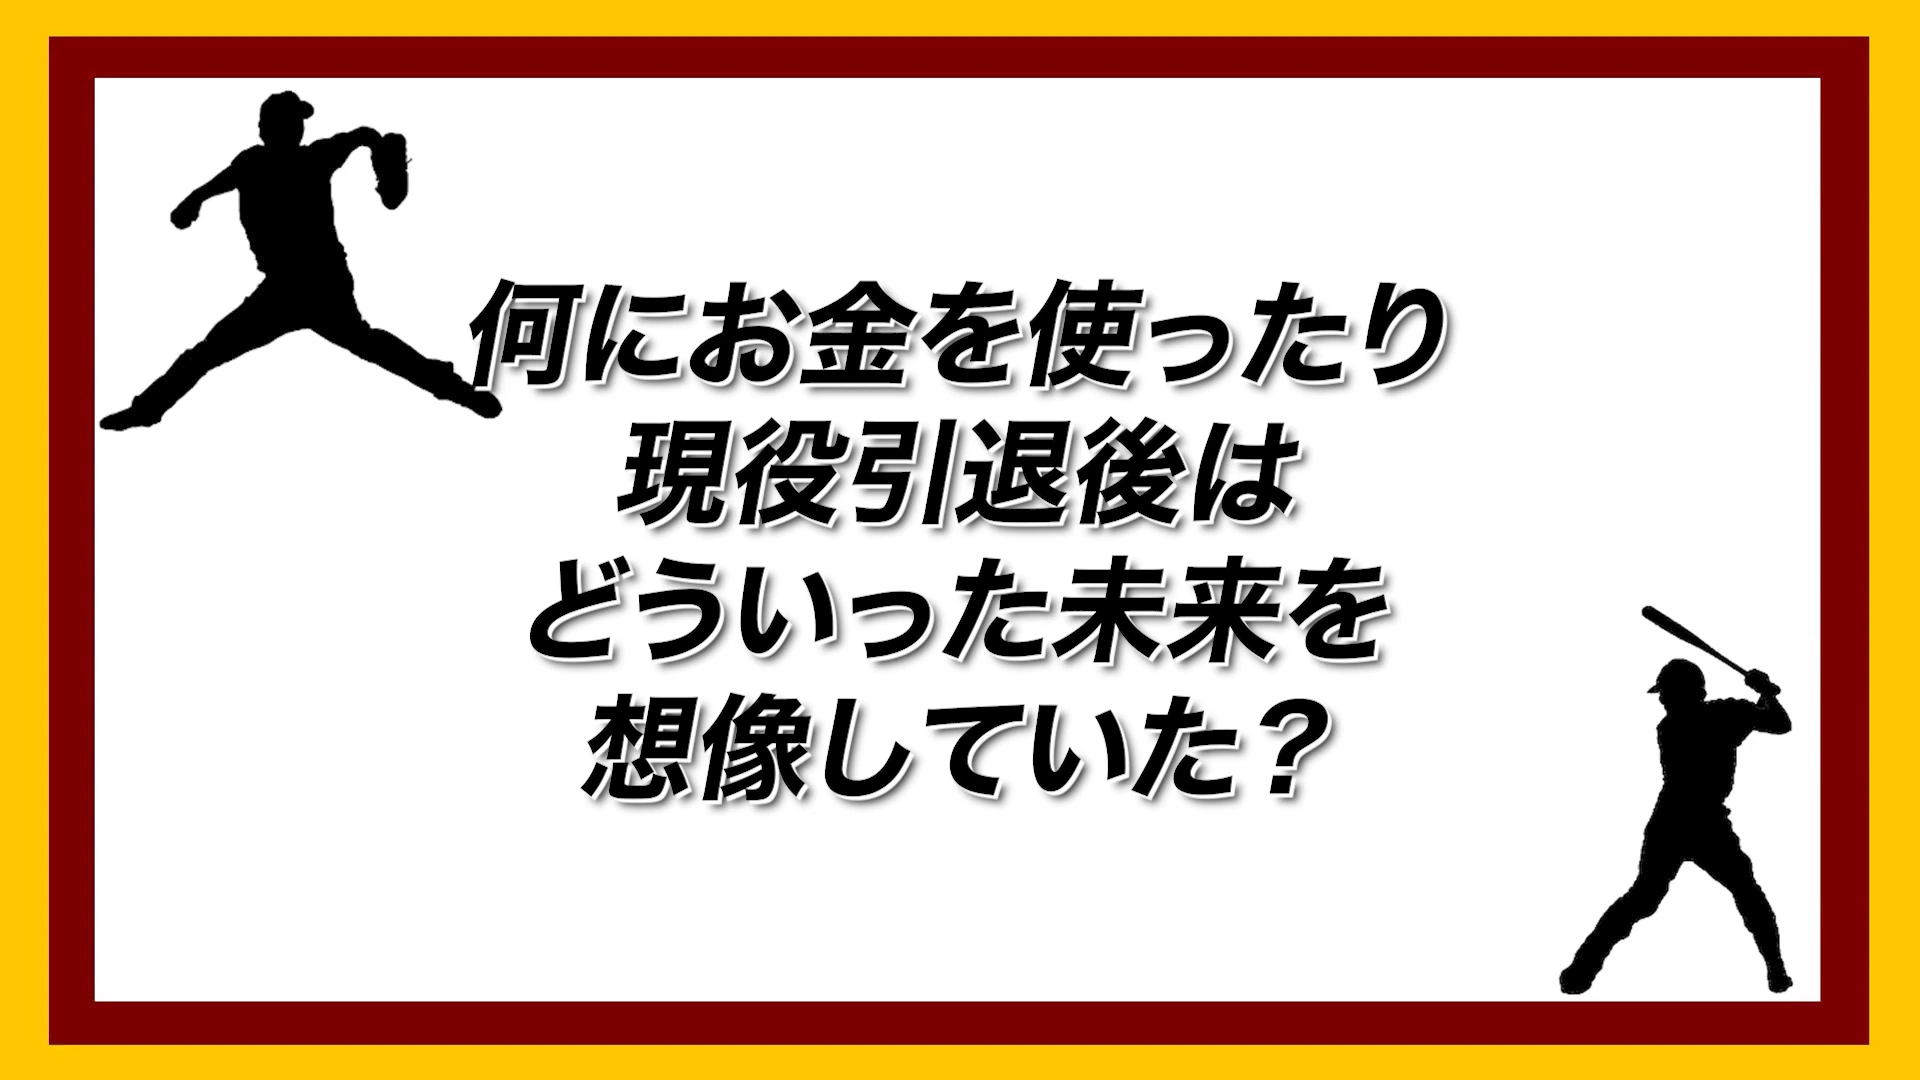 何にお金を使ったり
現役引退後は
どういった未来を
想像していた？